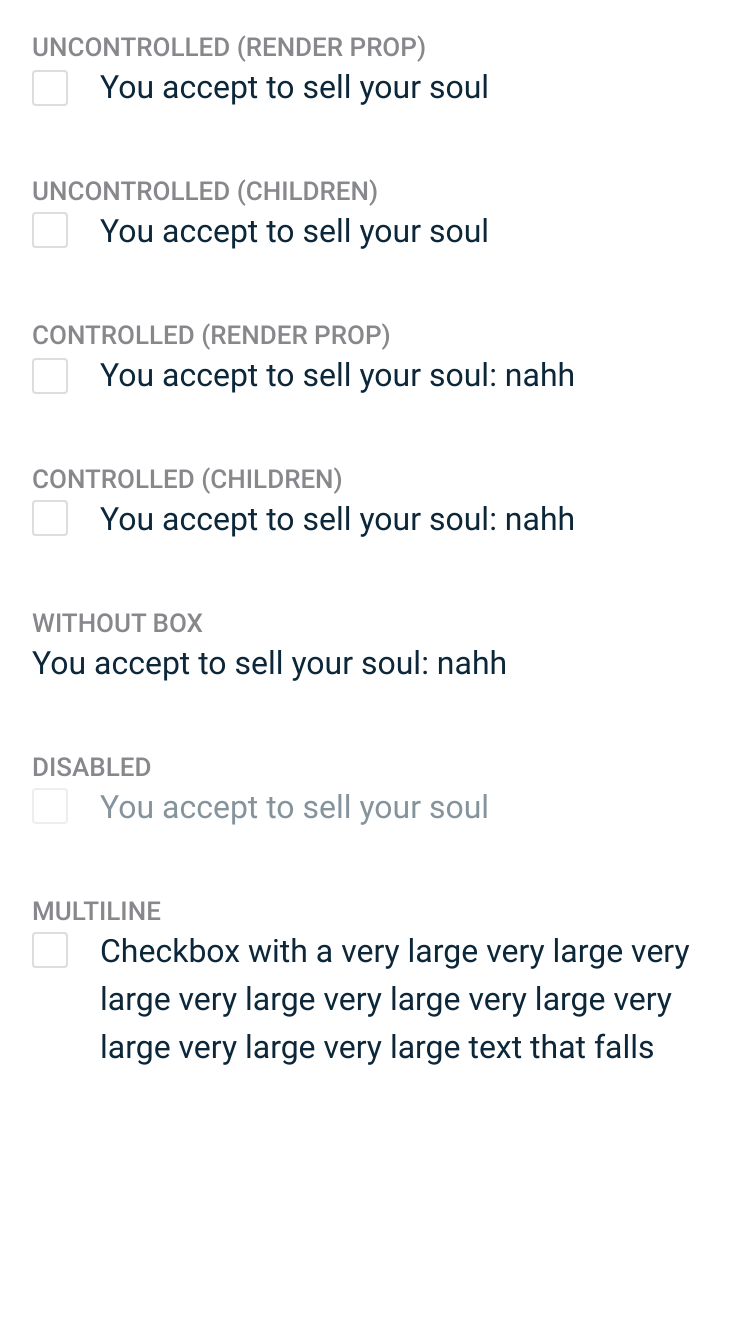 UNCONTROLLED (RENDER PROP)
You accept to sell your soul
UNCONTROLLED (CHILDREN)
You accept to sell your soul
CONTROLLED (RENDER PROP)
You accept to sell your soul: nahh
CONTROLLED (CHILDREN)
You accept to sell your soul: nahh
WITHOUT BOX
You accept to sell your soul: nahh
DISABLED
You accept to sell your soul
MULTILINE
Checkbox with a very large very large very
large very large very large very large very
large very large very large text that falls